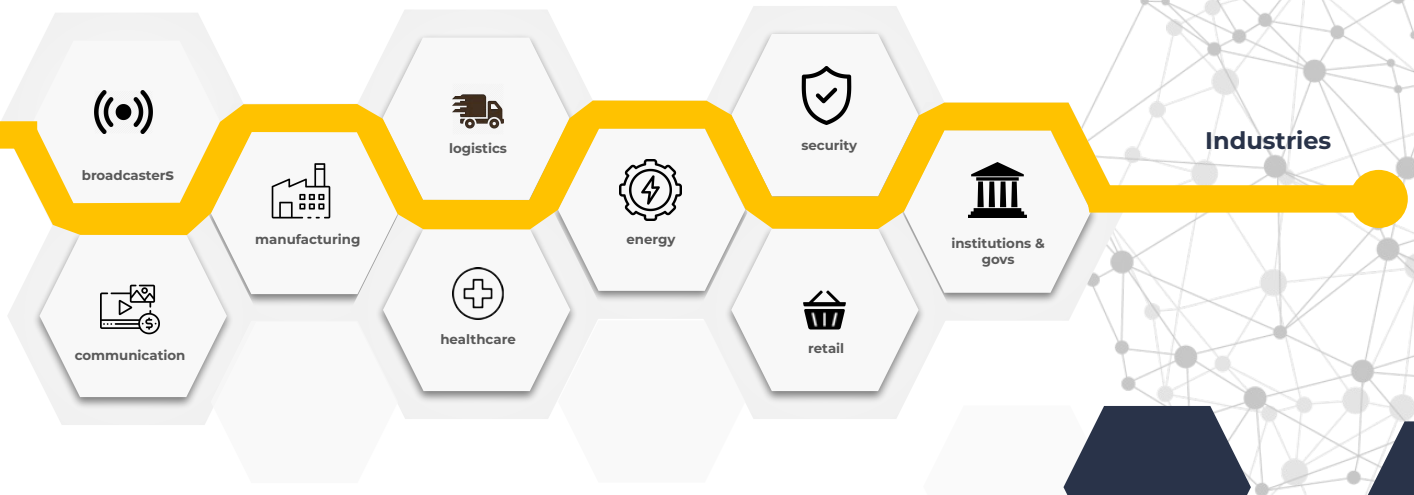 Industries
broadcasters
logistics
security
manufacturing
energy
institutions &
govs
communication
healthcare
retail